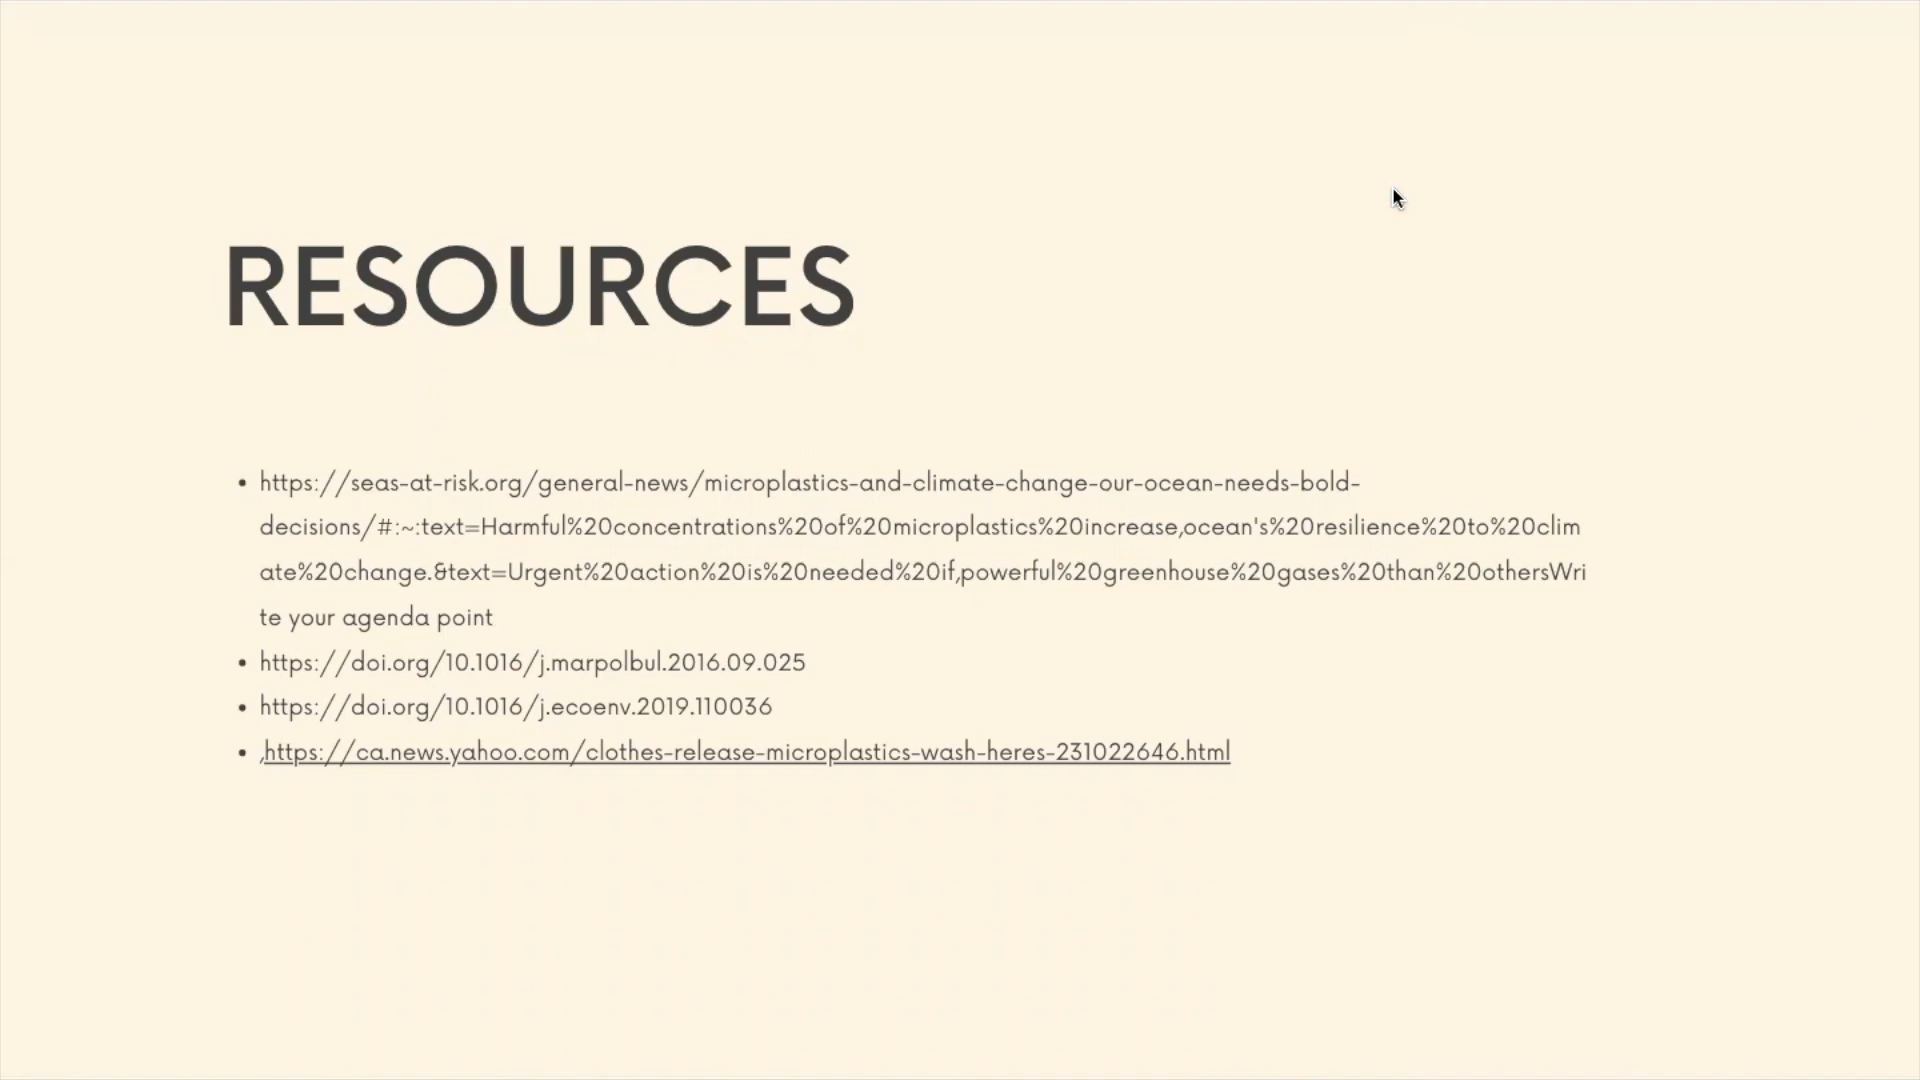 RESOURCES
• https://seas-at-risk.org/general-news/microplastics-and-climate-change-our-ocean-needs-bold-
decisions/#:~:text=Harmful%20concentrations%20of%20microplastics%20increase,ocean's%20resilience%20to%20clim
ate%20change.&text=Urgent%20action%20is%20needed%20if,powerful%20greenhouse%20gases%20than%20othersWri
te your agenda point
• https://doi.org/10.1016/j.marpolbul.2016.09.025
• https://doi.org/10.1016/j.ecoenv.2019.110036
• ,https://ca.news.yahoo.com/clothes-release-microplastics-wash-heres-231022646.html